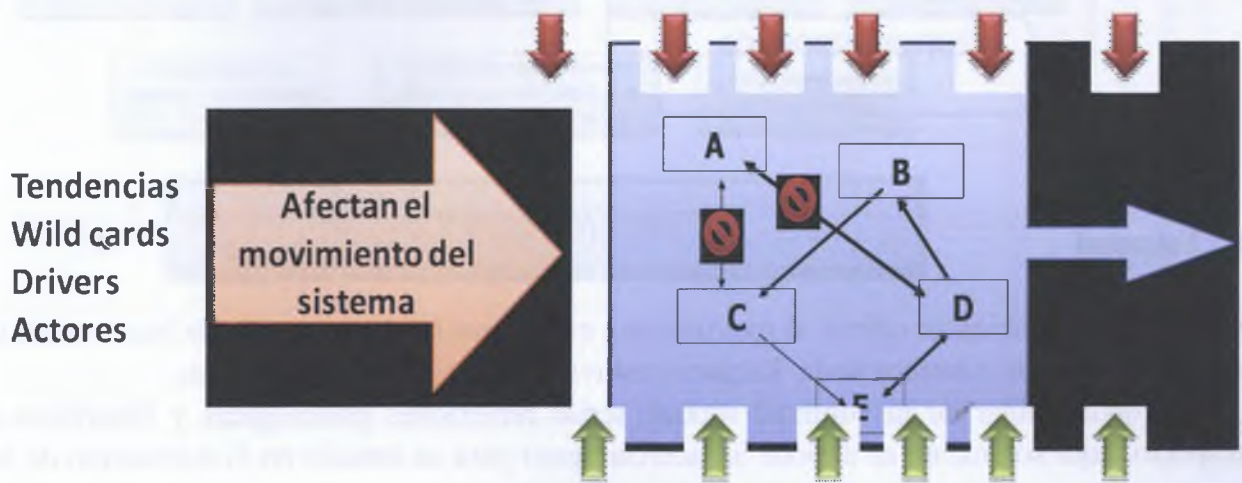 Tendencias
Wild cards
Drivers
Actores
Afectan el
movimiento del
sistema
A
B
C
D